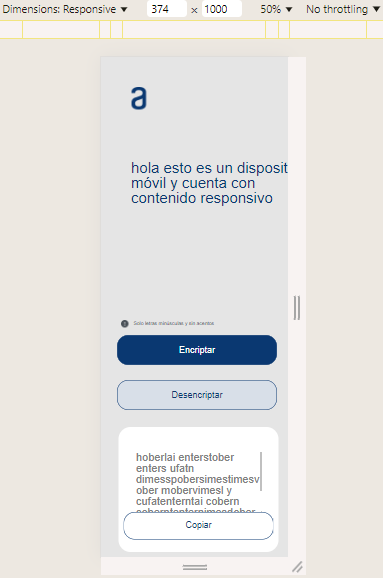 Dimensions: Responsive 374 x 1000 50% No throttling
a
hola esto es un disposit
móvil y cuenta con
contenido responsivo
Solo letras minúsculas y sin acentos
Encriptar
Desencriptar
hoberlai enterstober
enters ufatn
dimesspobersimestimesv
ober mobervimesl y
cufatenterntai cobern
Copiar